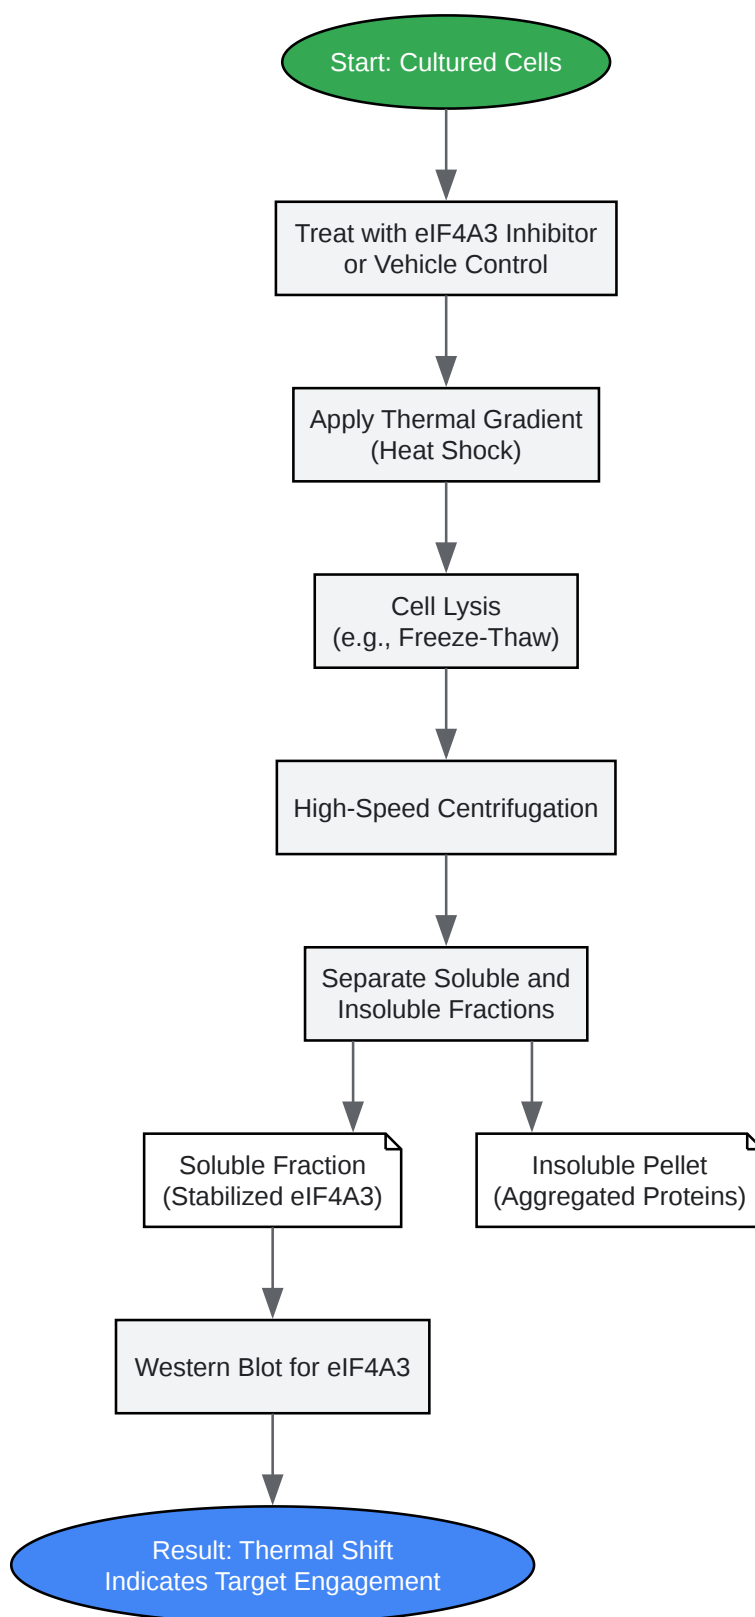 Start: Cultured Cells
Treat with eIF4A3 Inhibitor
or Vehicle Control
Apply Thermal Gradient
(Heat Shock)
Cell Lysis
(e.g., Freeze-Thaw)
High-Speed Centrifugation
Separate Soluble and
Insoluble Fractions
Soluble Fraction
(Stabilized eIF4A3)
Insoluble Pellet
(Aggregated Proteins)
Western Blot for eIF4A3
Result: Thermal Shift
Indicates Target Engagement